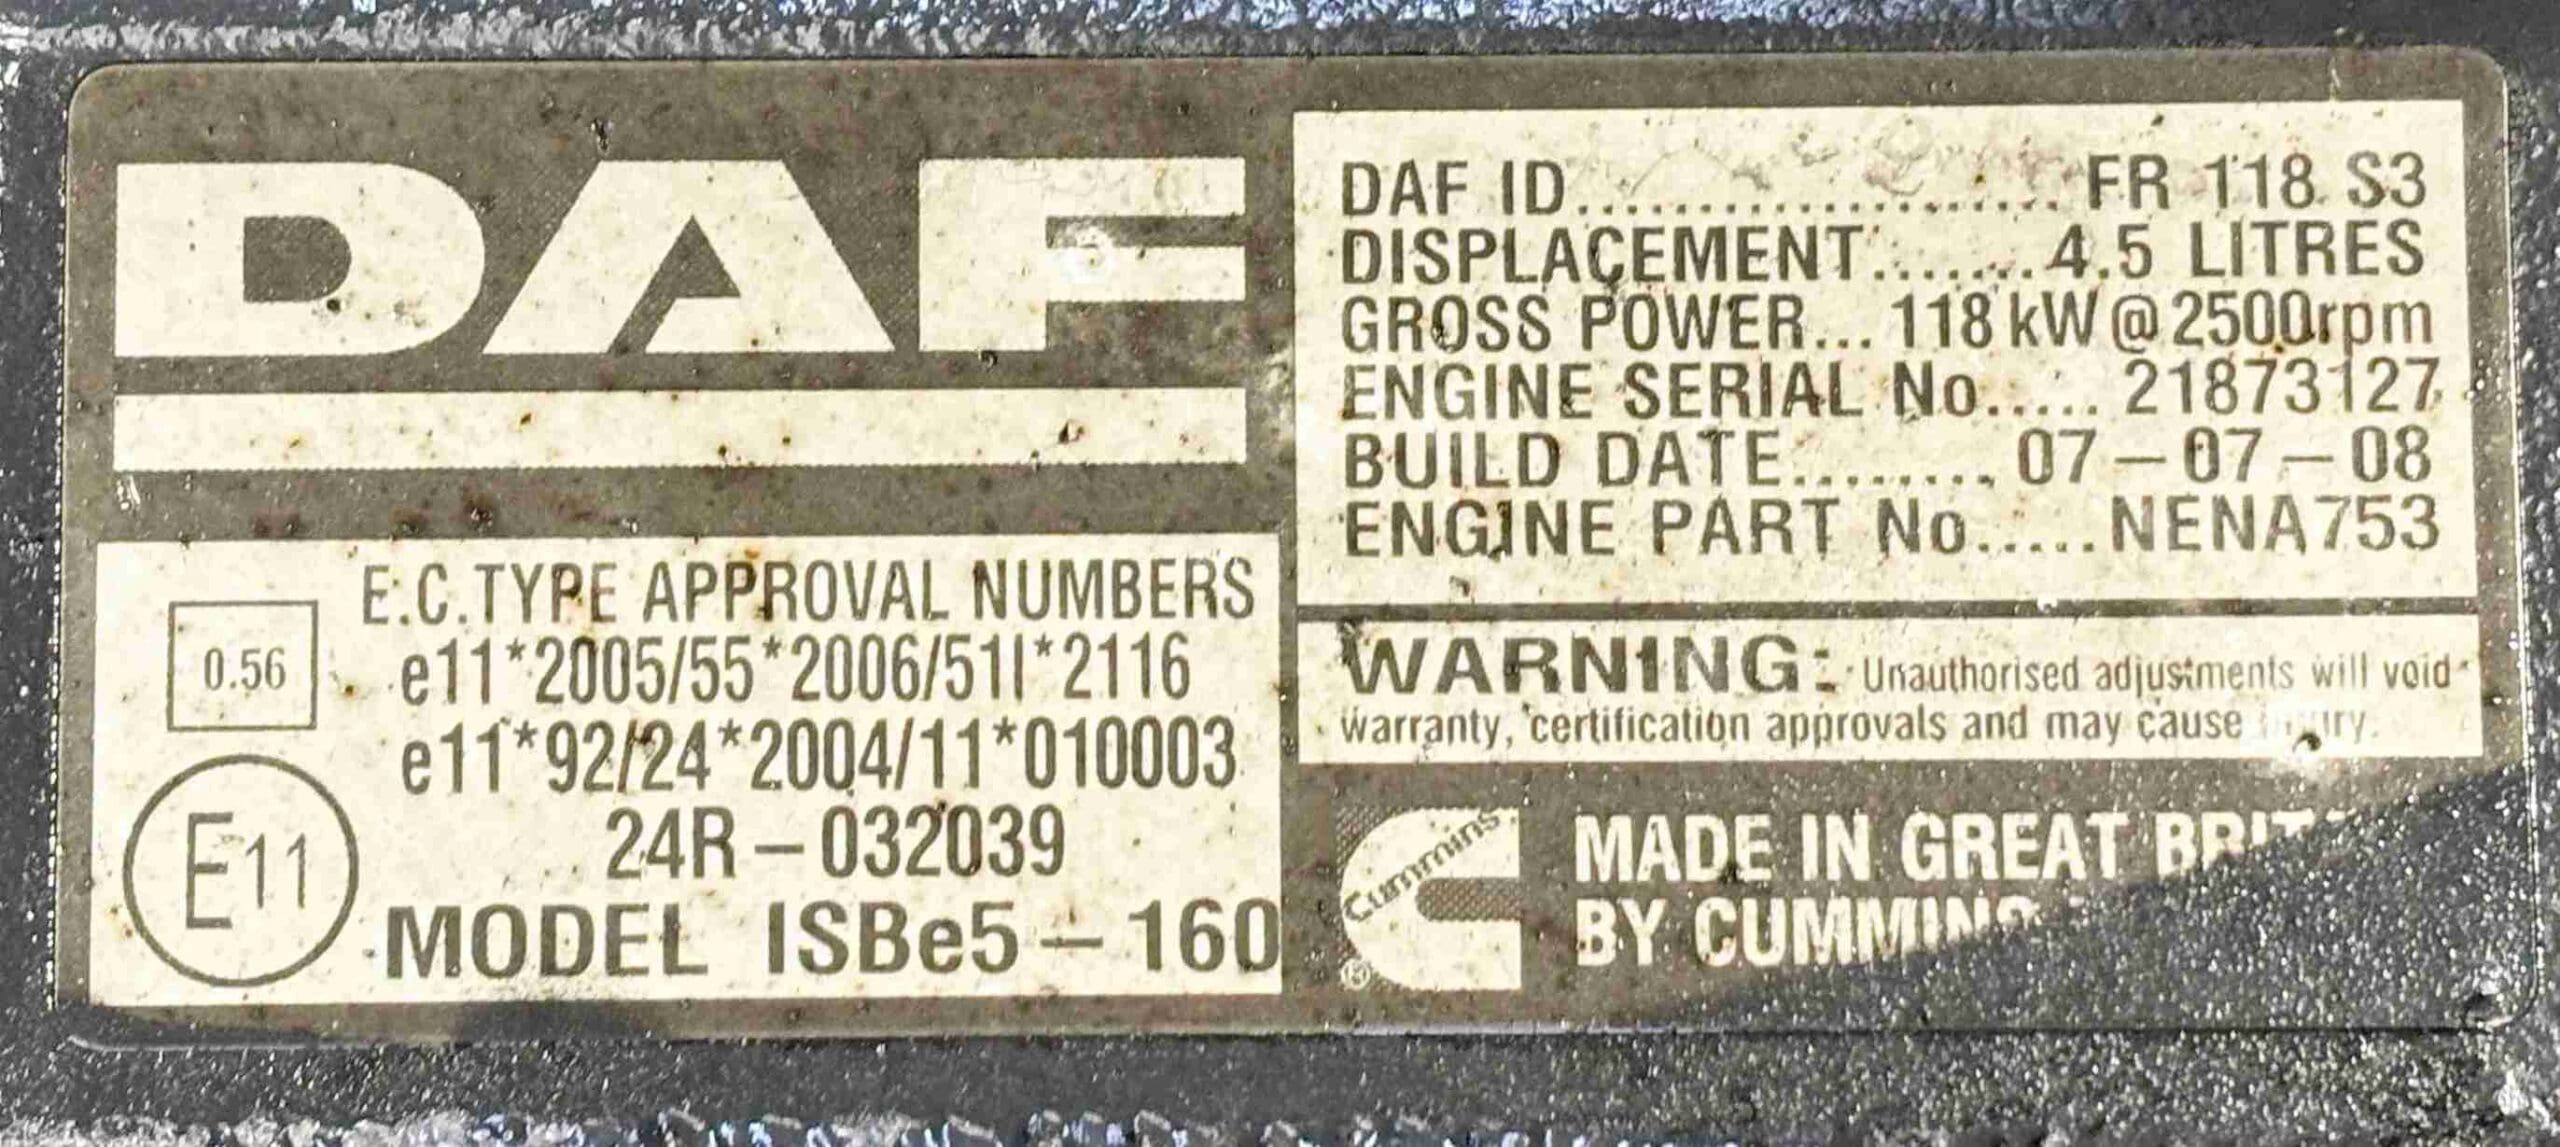 DAF
DAF ID..................... FR 118 S3
DISPLACEMENT.......4.5 LITRES
GROSS POWER... 118 kW @ 2500rpm
ENGINE SERIAL No..... 21873127
BUILD DATE......... 07-07-08
ENGINE PART No.....NENA753
WARNING: Unauthorised adjustments will void
warranty, certification approvals and may cause
Cummins
®
MADE IN GREAT
BY CUMMINS
E.C.TYPE APPROVAL NUMBERS
0.56
e11*2005/55*2006/51I*2116
e11*92/24*2004/11*010003
E11
24R-032039
MODEL ISBe5-160